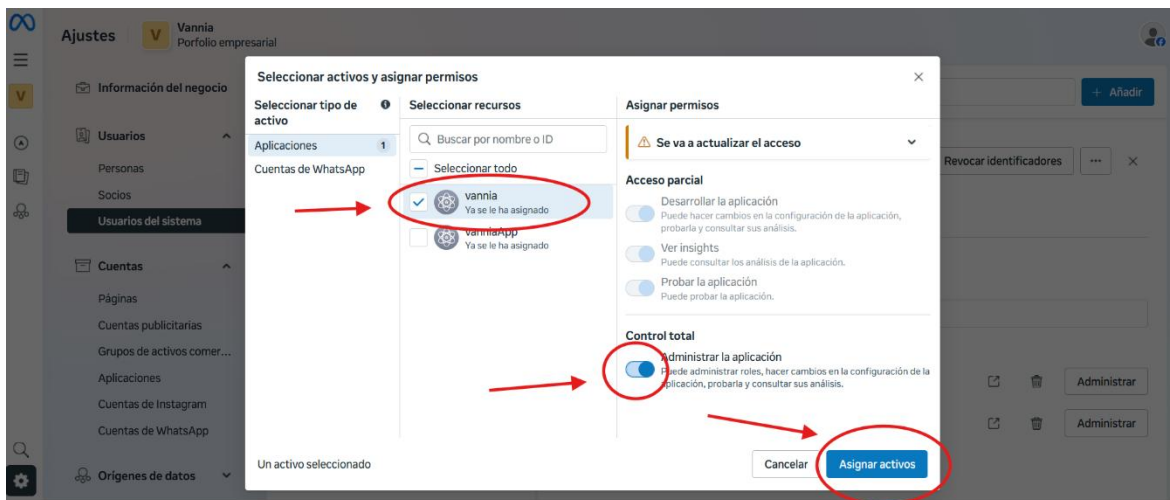 Ajustes
V
Vannia
Porfolio empresarial
V
Información del negocio
Usuarios
Personas
Socios
Usuarios del sistema
Cuentas
Páginas
Cuentas publicitarias
Grupos de activos comer...
Aplicaciones
Cuentas de Instagram
Cuentas de WhatsApp
Orígenes de datos
+ Añadir
Revocar identificadores
...
Administrar
Administrar
Seleccionar activos y asignar permisos
Seleccionar tipo de
activo
Aplicaciones 1
Cuentas de WhatsApp
Seleccionar recursos
Buscar por nombre o ID
Seleccionar todo
vannia
Ya se le ha asignado
vanniaApp
Ya se le ha asignado
Asignar permisos
Se va a actualizar el acceso
Acceso parcial
Desarrollar la aplicación
Puede hacer cambios en la configuración de la aplicación,
probarla y consultar sus análisis.
Ver insights
Puede consultar los análisis de la aplicación.
Probar la aplicación
Puede probar la aplicación.
Control total
Administrar la aplicación
Puede administrar roles, hacer cambios en la configuración de la
aplicación, probarla y consultar sus análisis.
Un activo seleccionado
Cancelar
Asignar activos